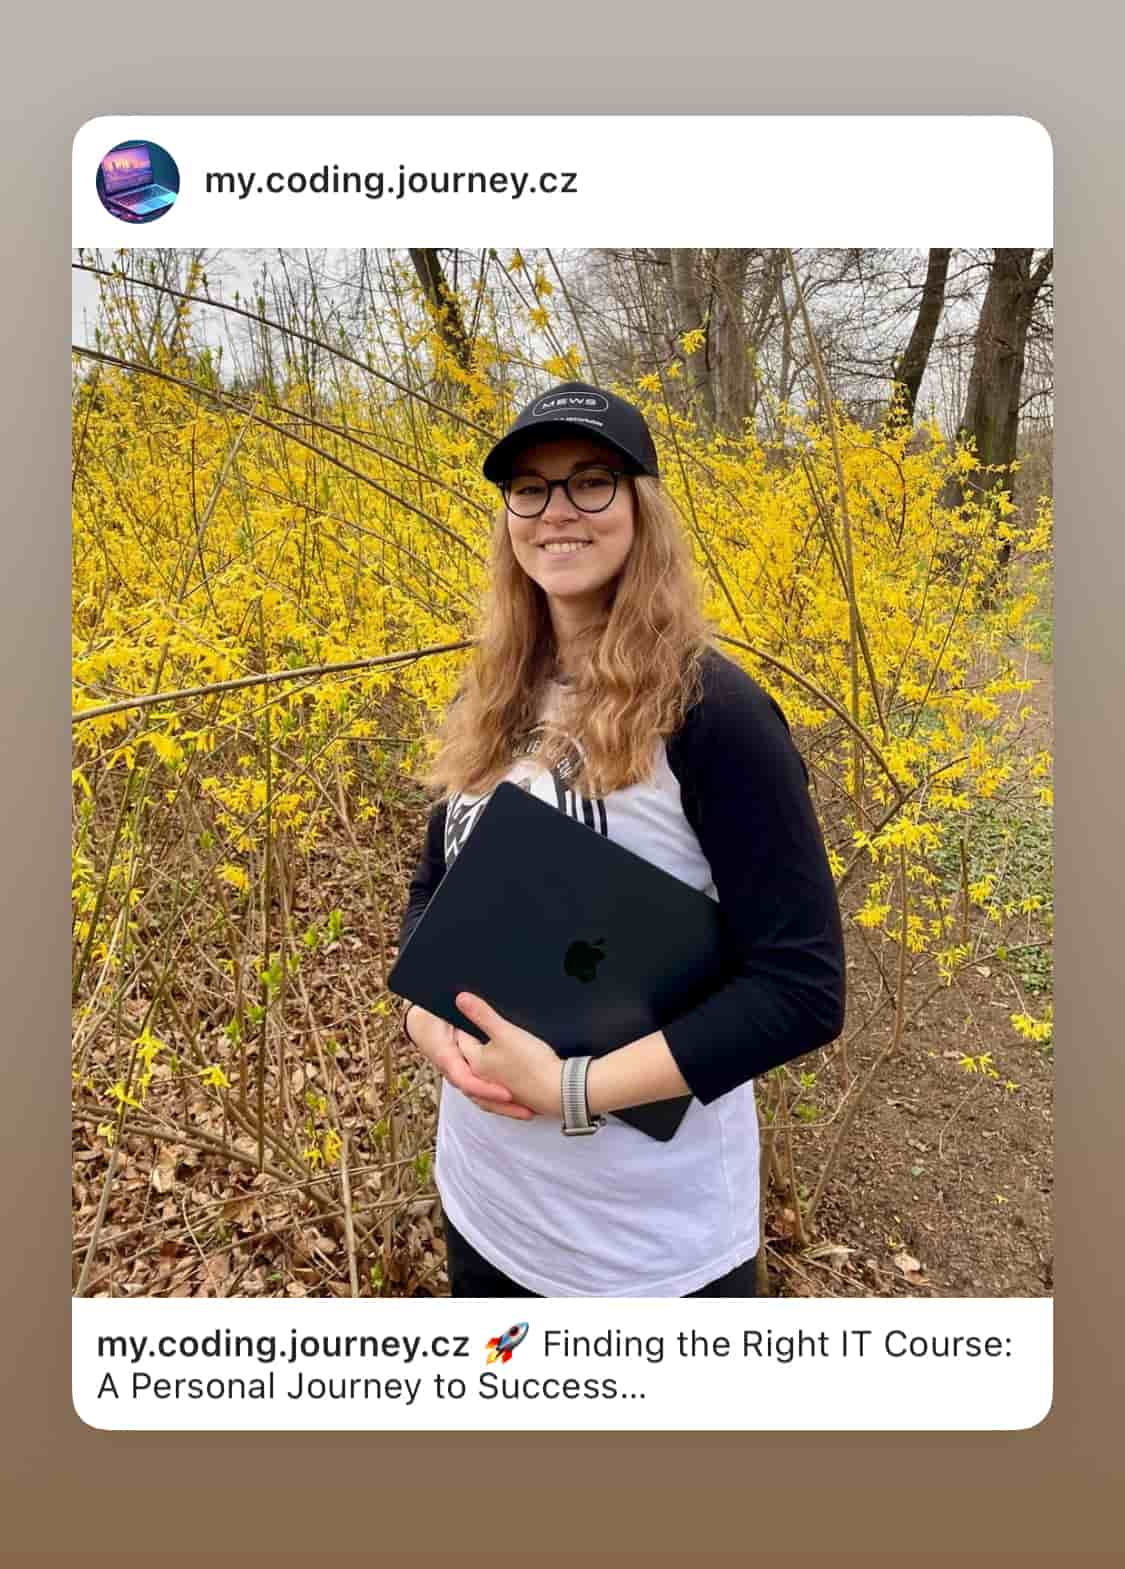 my.coding.journey.cz
MEWS
my.coding.journey.cz 🚀 Finding the Right IT Course:
A Personal Journey to Success...